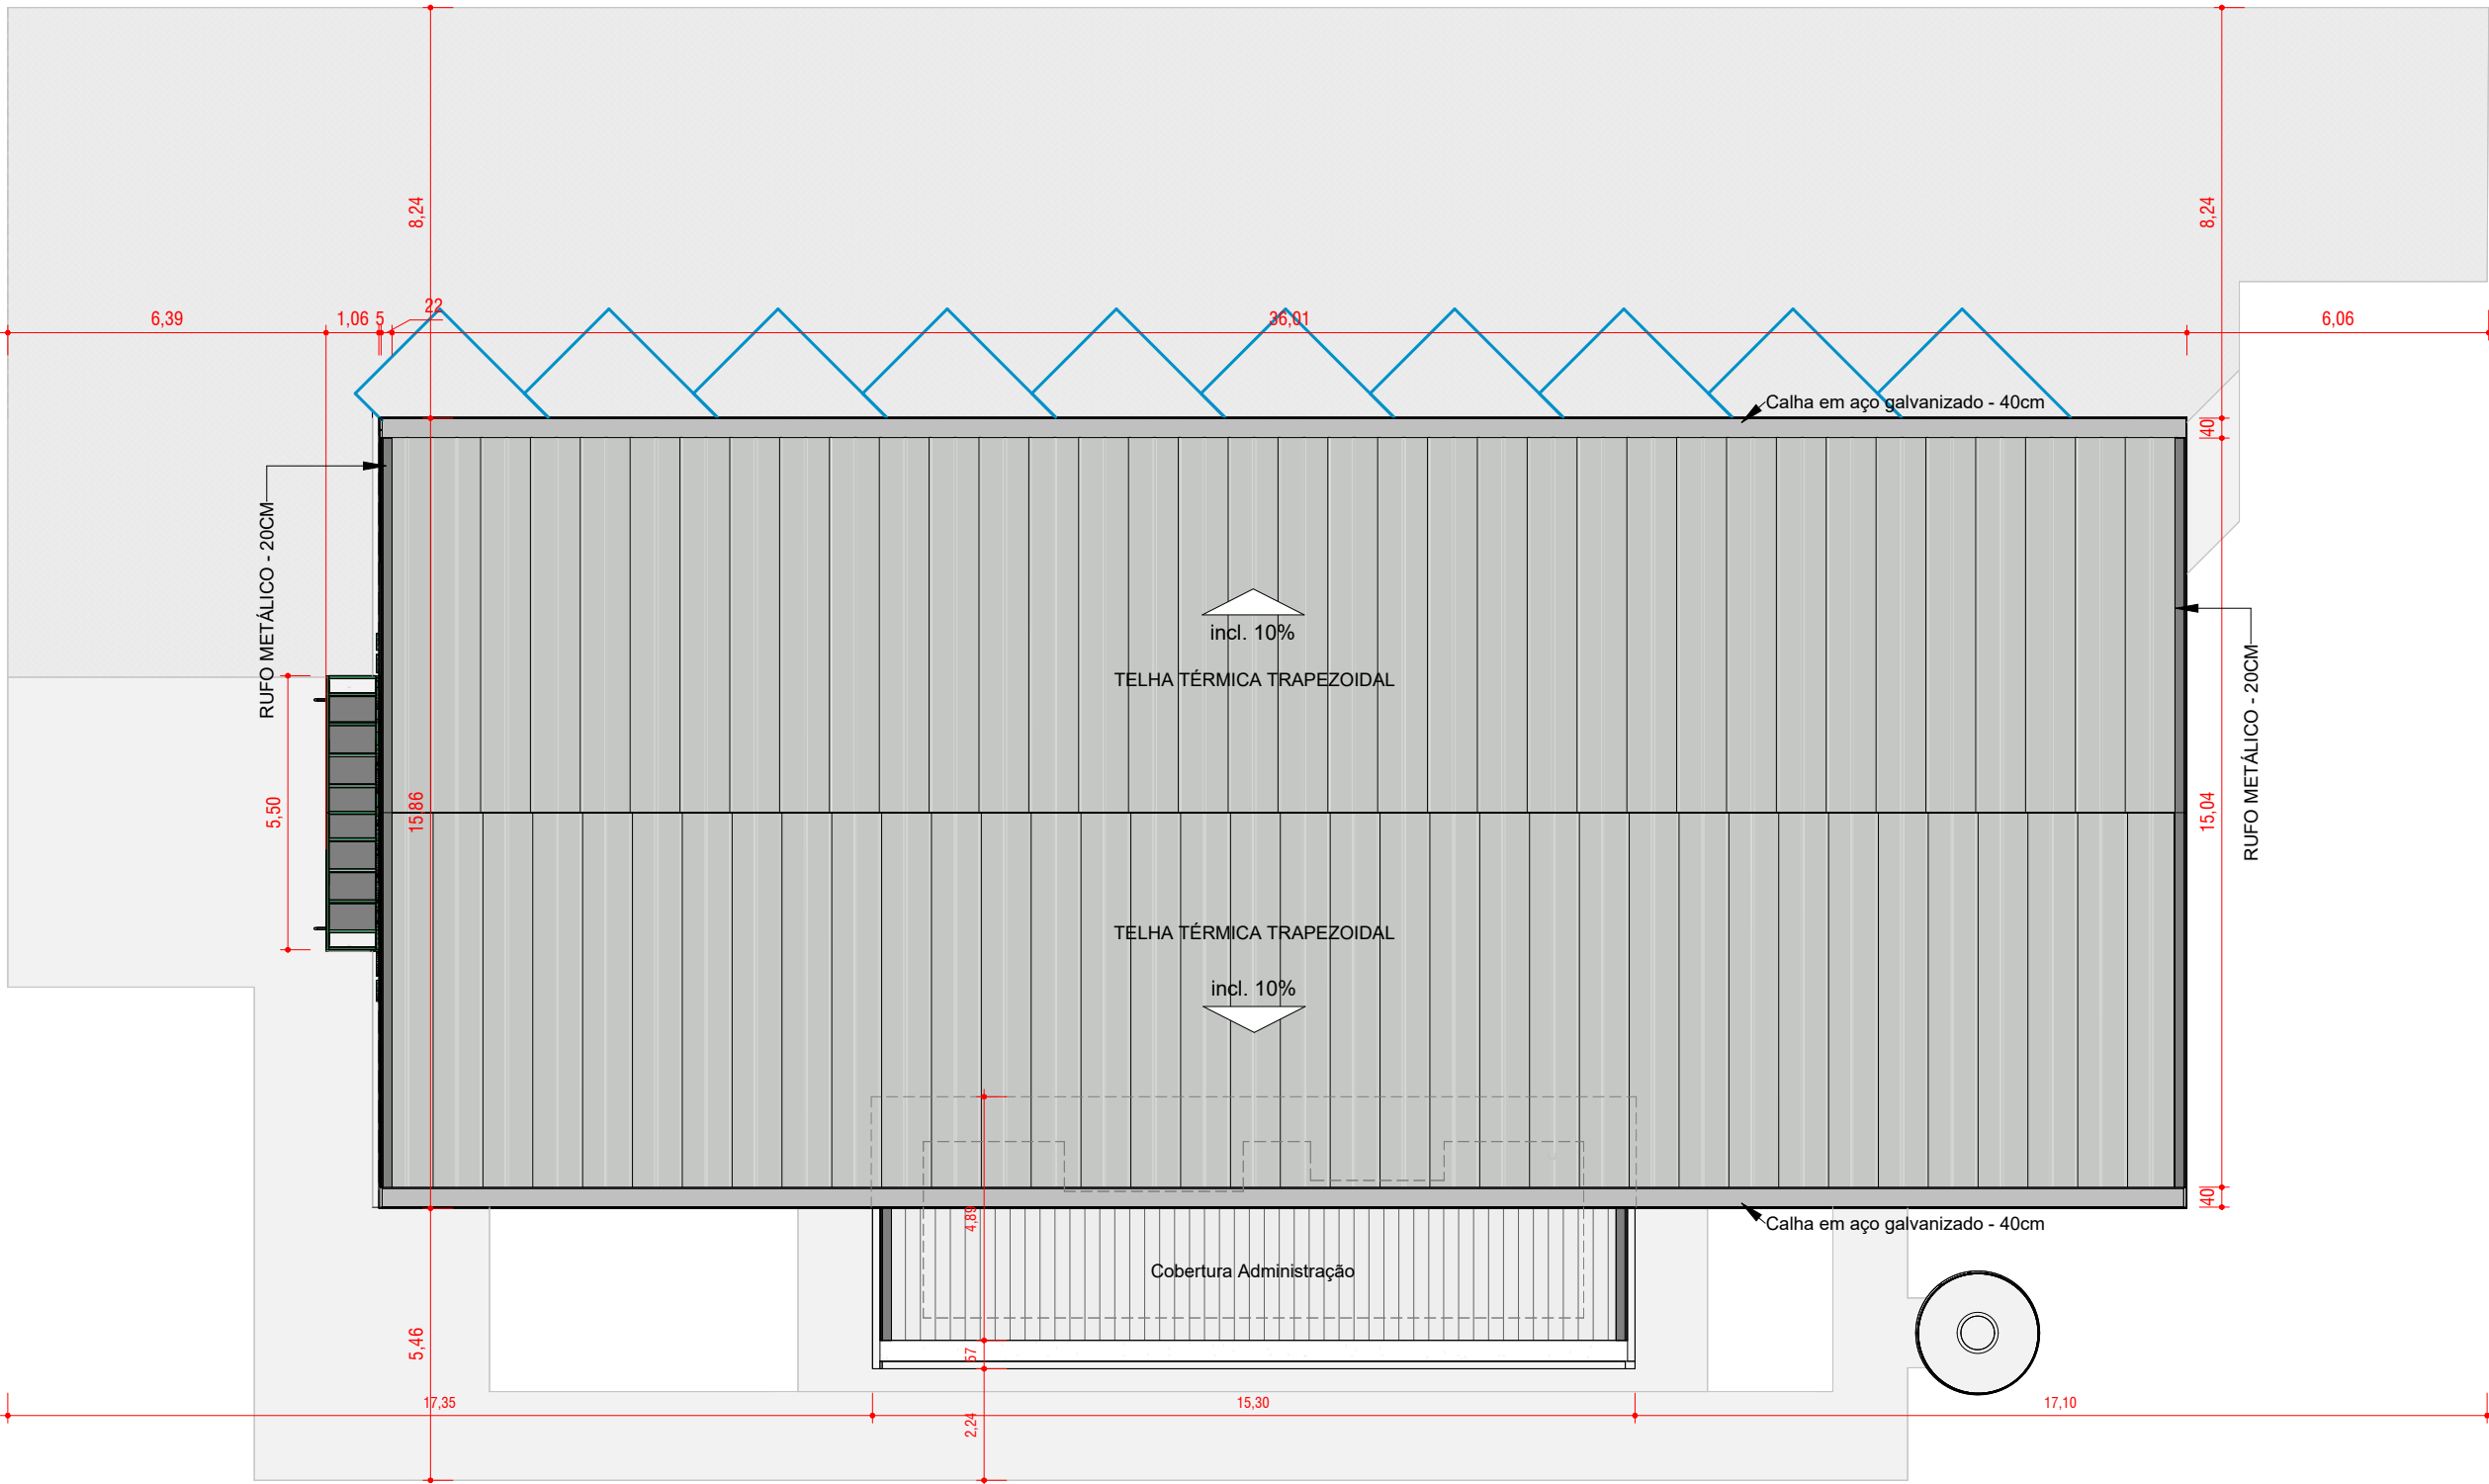 8,24
8,24
6,39
1,06
5
22
36,01
6,06
Calha em aço galvanizado - 40cm
40
RUFO METÁLICO - 20CM
incl. 10%
TELHA TÉRMICA TRAPEZOIDAL
RUFO METÁLICO - 20CM
5,50
15,86
15,04
TELHA TÉRMICA TRAPEZOIDAL
incl. 10%
40
4,89
Calha em aço galvanizado - 40cm
Cobertura Administração
5,46
57
17,35
15,30
17,10
2,24